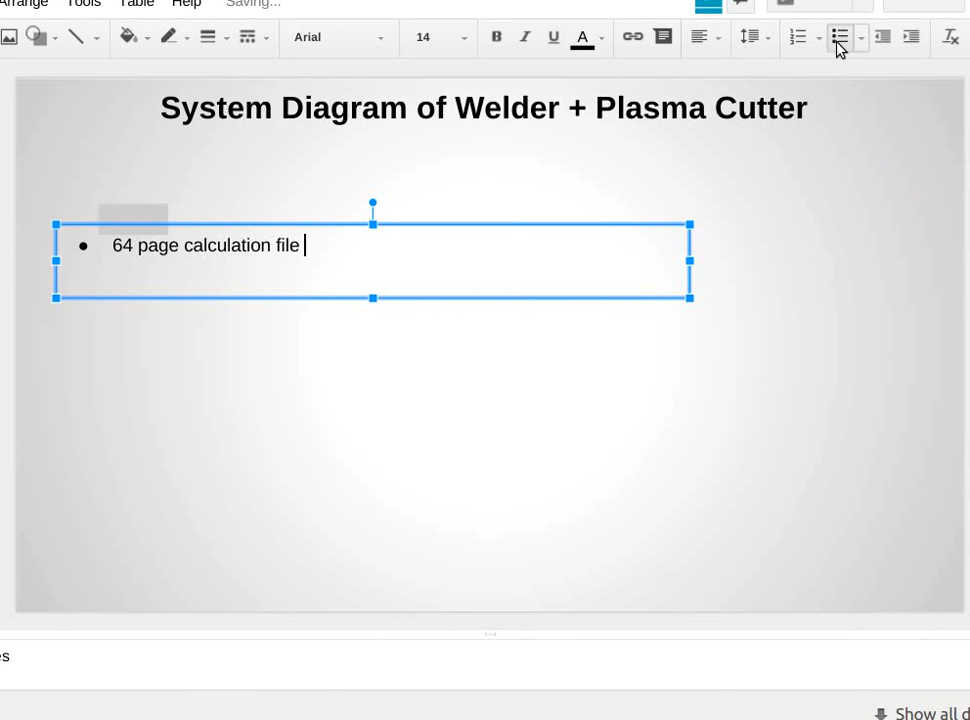 Arrange Tools Table Help Saving...
Arial 14 B I U A
System Diagram of Welder + Plasma Cutter
● 64 page calculation file
es
Show all d